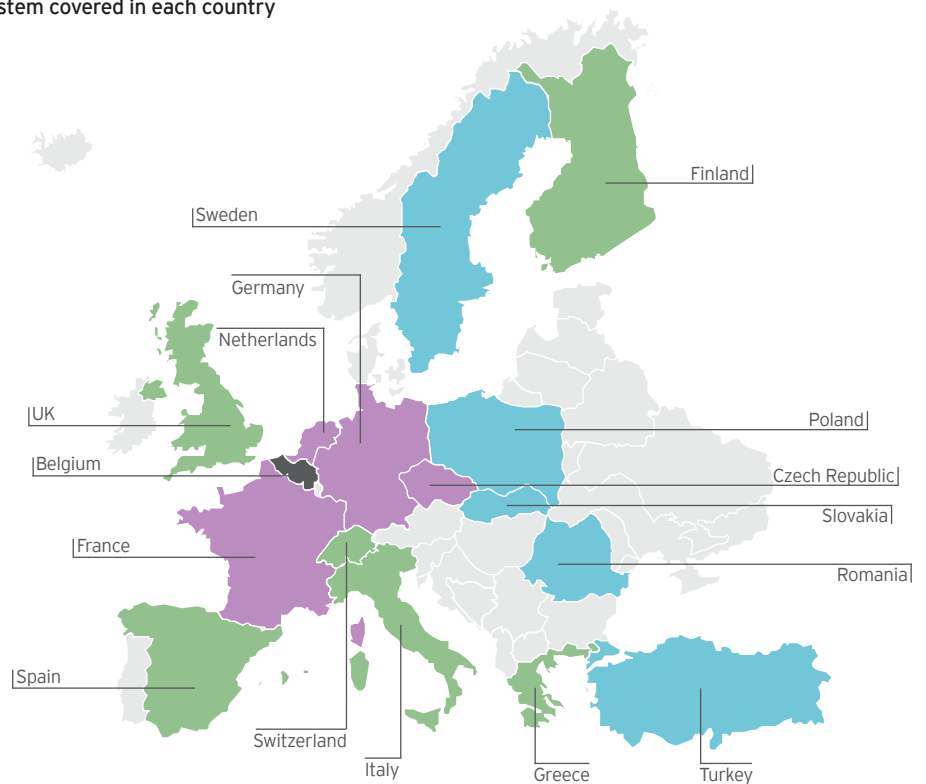 stem covered in each country
Finland
Sweden
Germany
Netherlands
UK
Poland
Belgium
Czech Republic
Slovakia
France
Romania
Spain
Switzerland
Italy
Greece
Turkey